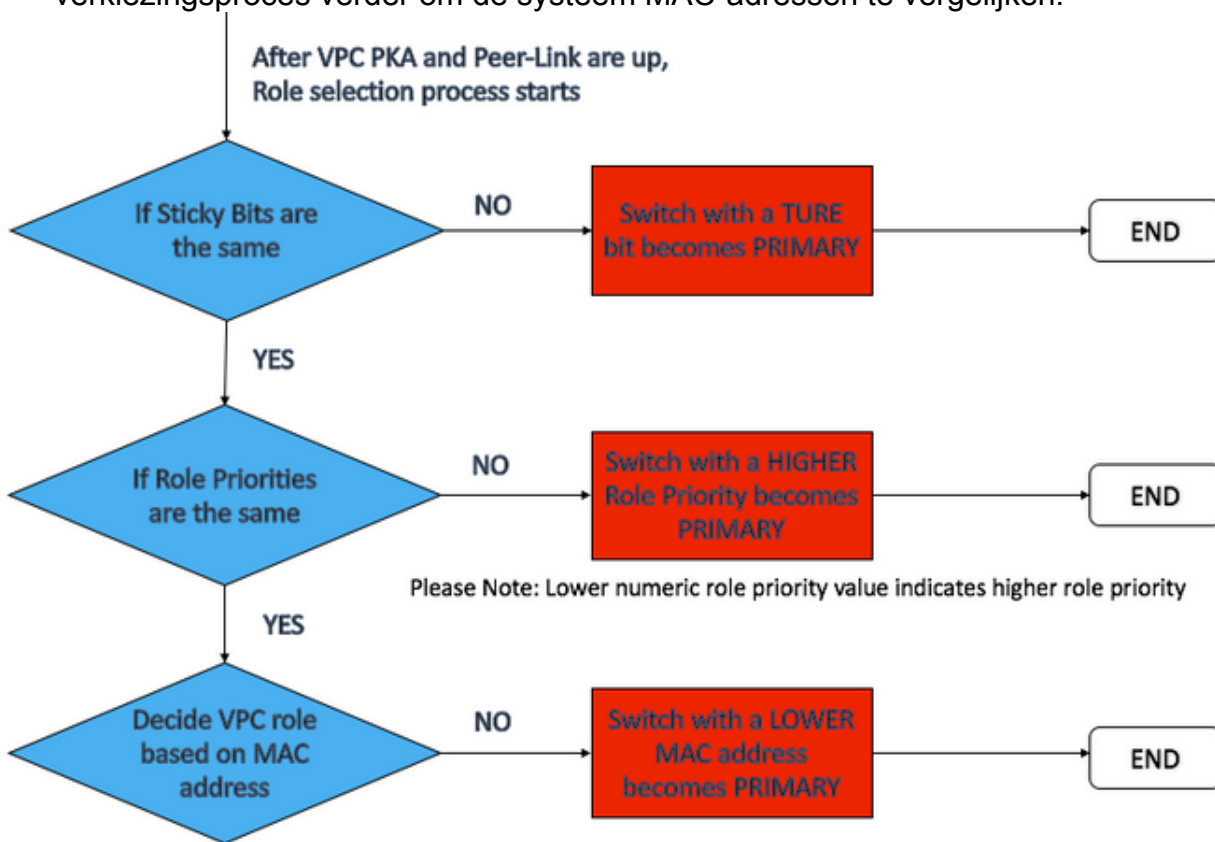 verkiezingsproces verder om de systeem MAC-adressen te vergelijken.
After VPC PKA and Peer-Link are up,
Role selection process starts
If Sticky Bits are
the same
NO
Switch with a TURE
bit becomes PRIMARY
END
YES
If Role Priorities
are the same
NO
Switch with a HIGHER
Role Priority becomes
PRIMARY
END
Please Note: Lower numeric role priority value indicates higher role priority
YES
Decide VPC role
based on MAC
address
NO
Switch with a LOWER
MAC address
becomes PRIMARY
END